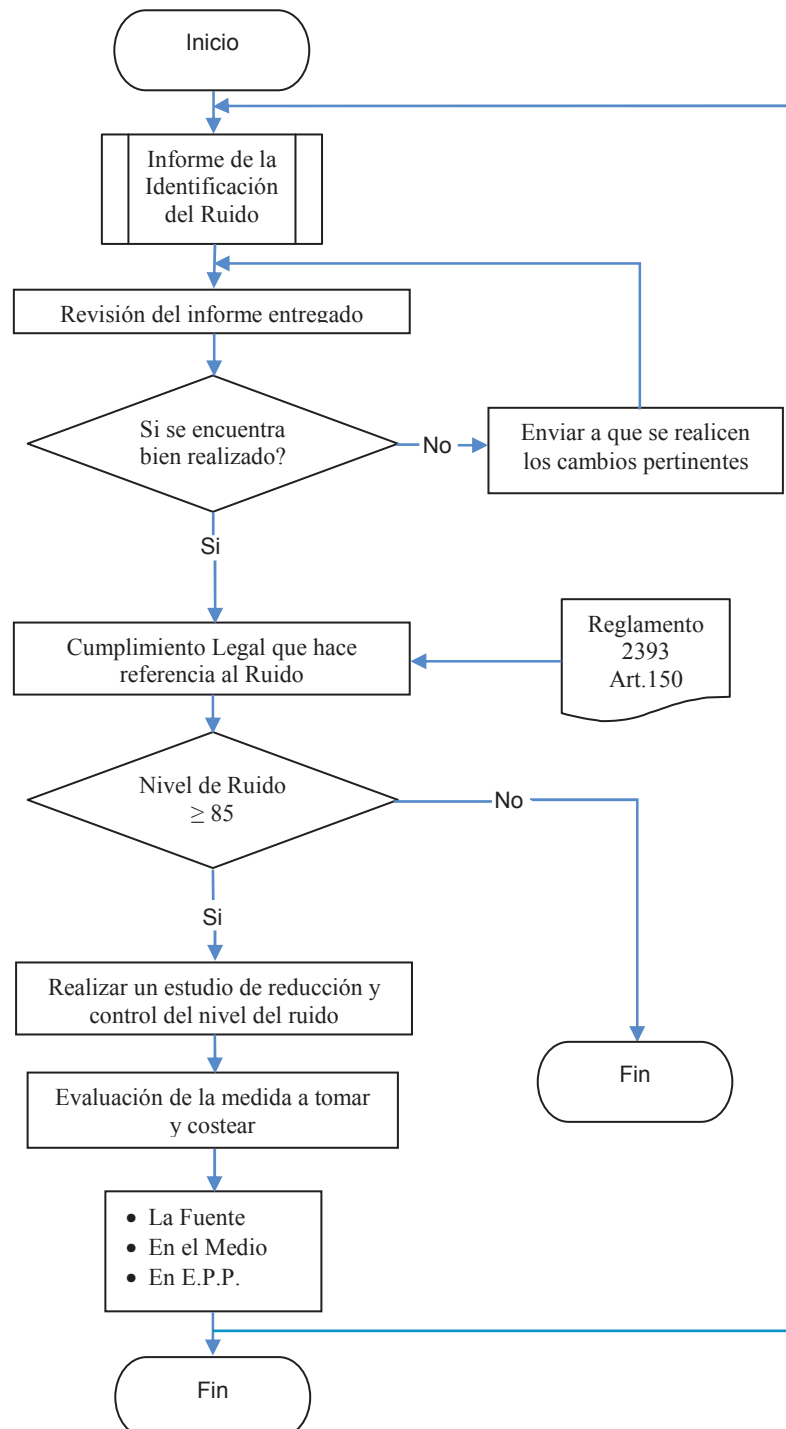 Inicio
Informe de la
Identificación
del Ruido
Revisión del informe entregado
Si se encuentra
bien realizado?
No
Enviar a que se realicen
los cambios pertinentes
Si
Cumplimiento Legal que hace
referencia al Ruido
Reglamento
2393
Art.150
Nivel de Ruido
≥ 85
No
Si
Realizar un estudio de reducción y
control del nivel del ruido
Fin
Evaluación de la medida a tomar
y costear
• La Fuente
• En el Medio
• En E.P.P.
Fin